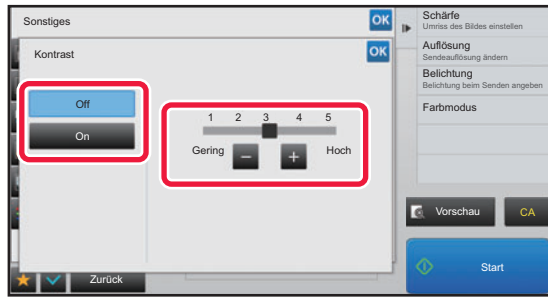 Sonstiges
OK
Kontrast
OK
Off
On
1 2 3 4 5
Gering
Hoch
Zurück
Schärfe
Umriss des Bildes einstellen
Auflösung
Sendeauflösung ändern
Belichtung
Belichtung beim Senden angeben
Farbmodus
Vorschau
CA
Start